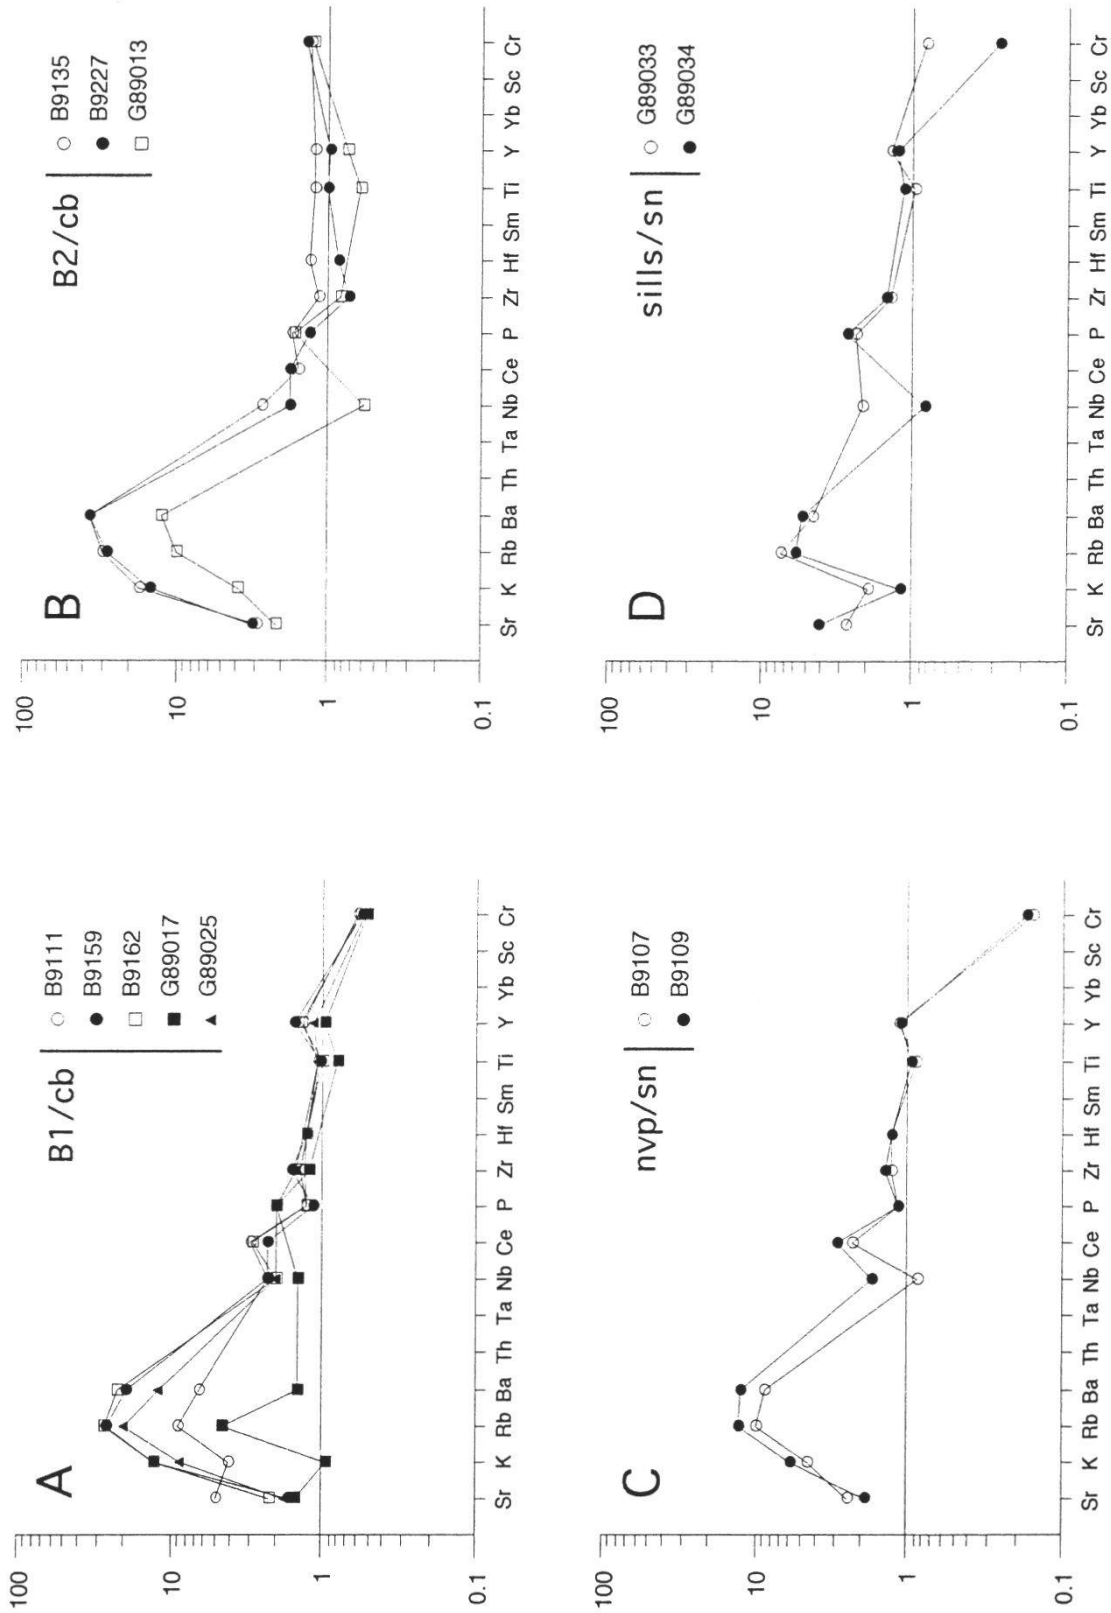 A
B1/cb
B9111
B9159
B9162
G89017
G89025
100
10
1
0.1
Sr K Rb Ba Th Ta Nb Ce P Zr Hf Sm Ti Y Yb Sc Cr
B
B2/cb
B9135
B9227
G89013
100
10
1
0.1
Sr K Rb Ba Th Ta Nb Ce P Zr Hf Sm Ti Y Yb Sc Cr
C
nvp/sn
B9107
B9109
100
10
1
0.1
Sr K Rb Ba Th Ta Nb Ce P Zr Hf Sm Ti Y Yb Sc Cr
D
sills/sn
G89033
G89034
100
10
1
0.1
Sr K Rb Ba Th Ta Nb Ce P Zr Hf Sm Ti Y Yb Sc Cr